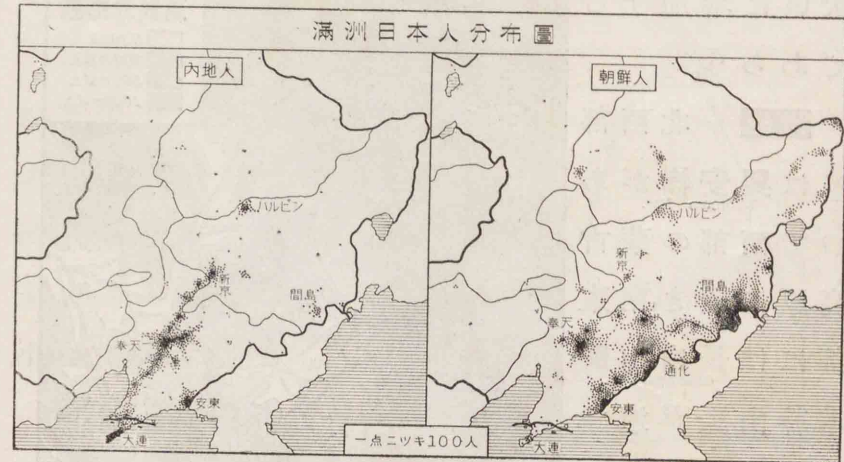 滿洲日本人分布圖
內地人
ハルビン
新京
間島
奉天
安東
大連
朝鮮人
ハルビン
新京
間島
奉天
通化
安東
大連
一点ニツキ100人